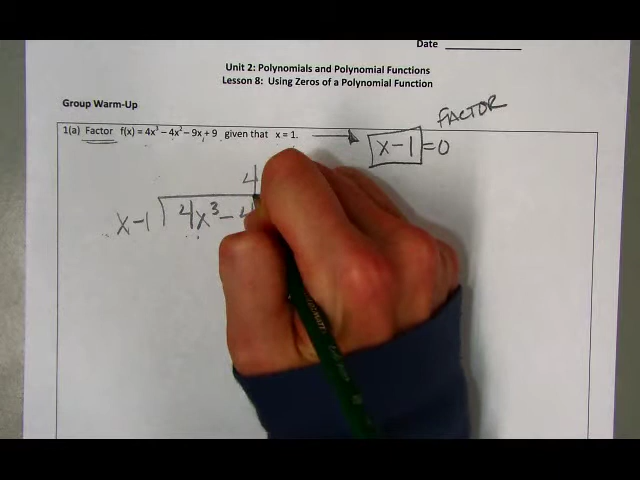 Date
Unit 2: Polynomials and Polynomial Functions
Lesson 8: Using Zeros of a Polynomial Function
Group Warm-Up
FACTOR
1(a) Factor f(x) = 4x³ – 4x² – 9x + 9 given that x = 1.
x-1 =0
4
x-1 4x³ - 4